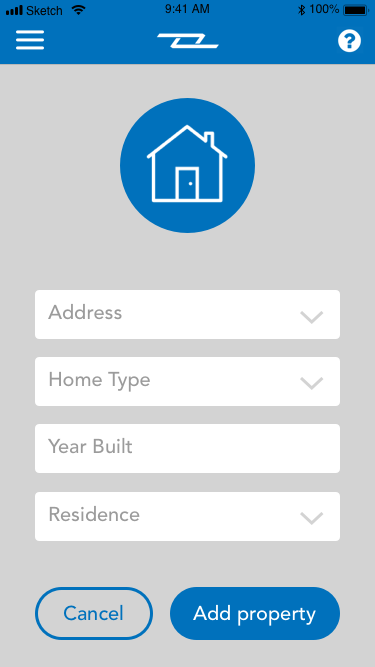 Sketch 9:41 AM 100%
?
Address
Home Type
Year Built
Residence
Cancel Add property